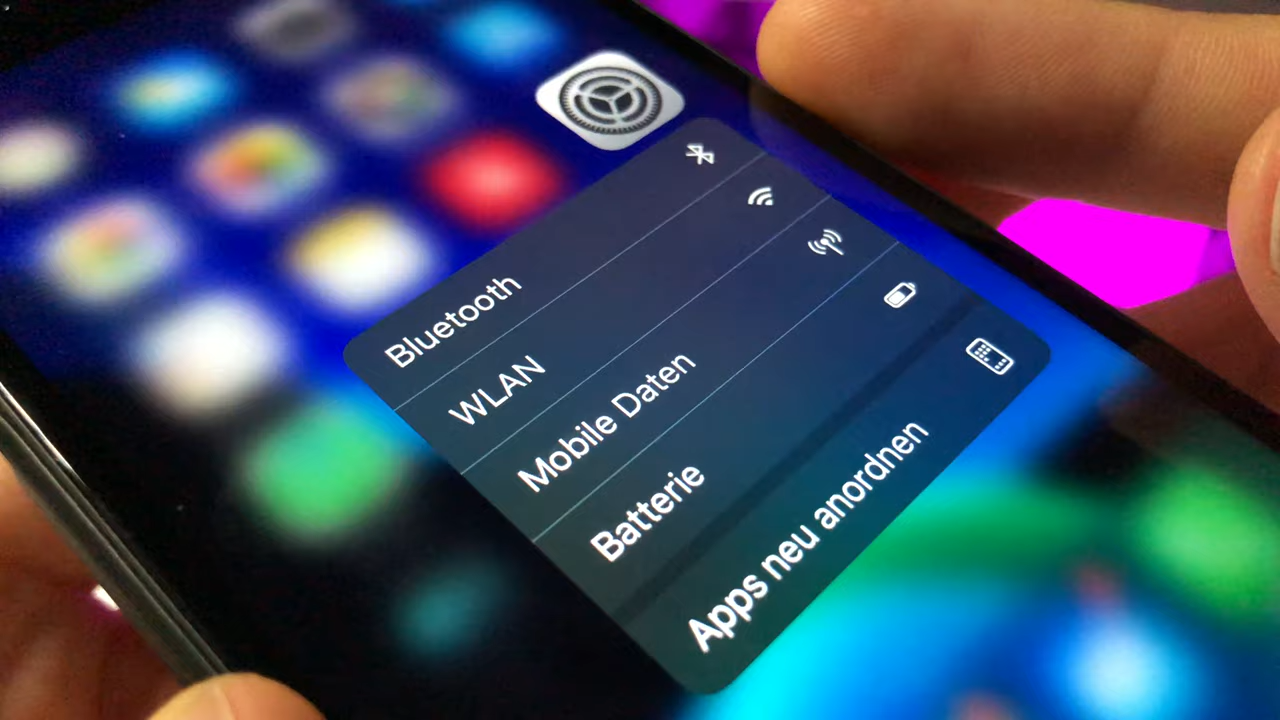 Bluetooth
WLAN
Mobile Daten
Batterie
Apps neu anordnen